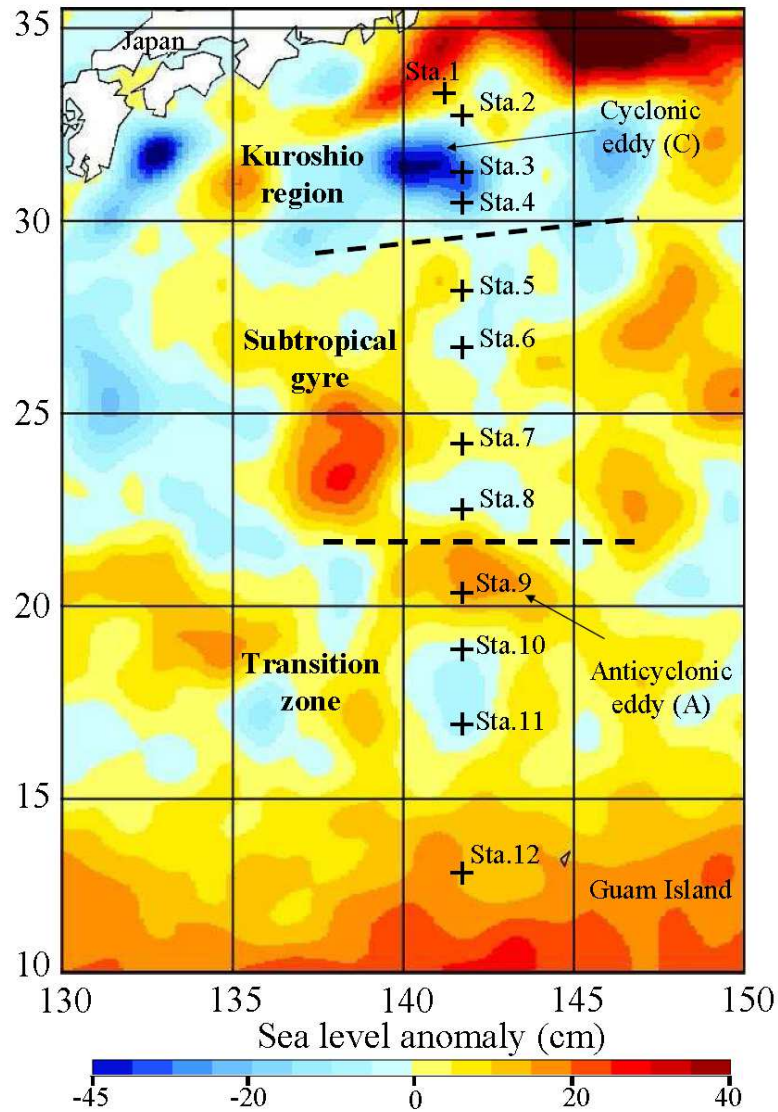 35
Japan
Sta.1
Sta.2
Cyclonic
eddy (C)
Kuroshio
region
Sta.3
Sta.4
30
Sta.5
Subtropical
gyre
Sta.6
25
Sta.7
Sta.8
20
Sta.9
Transition
zone
Sta.10
Anticyclonic
eddy (A)
Sta.11
15
Sta.12
Guam Island
10
130 135 140 145 150
Sea level anomaly (cm)
-45 -20 0 20 40